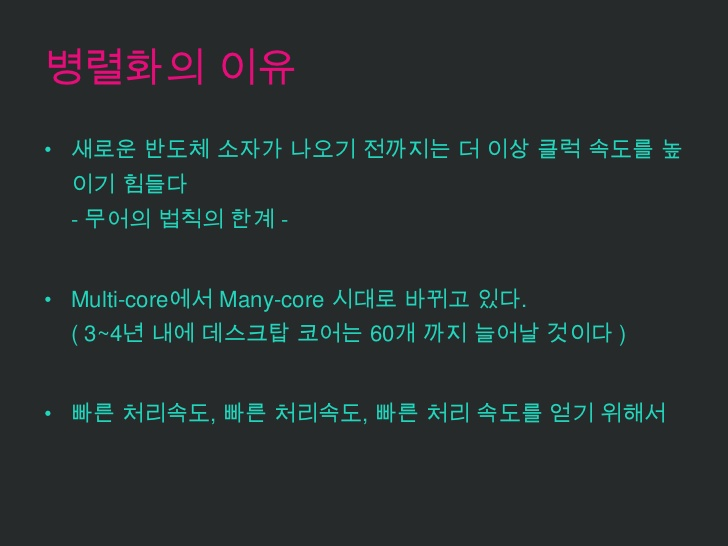 병렬화의 이유
• 새로운 반도체 소자가 나오기 전까지는 더 이상 클럭 속도를 높
이기 힘들다
- 무어의 법칙의 한계 -
• Multi-core에서 Many-core 시대로 바뀌고 있다.
( 3~4년 내에 데스크탑 코어는 60개 까지 늘어날 것이다 )
• 빠른 처리속도, 빠른 처리속도, 빠른 처리 속도를 얻기 위해서